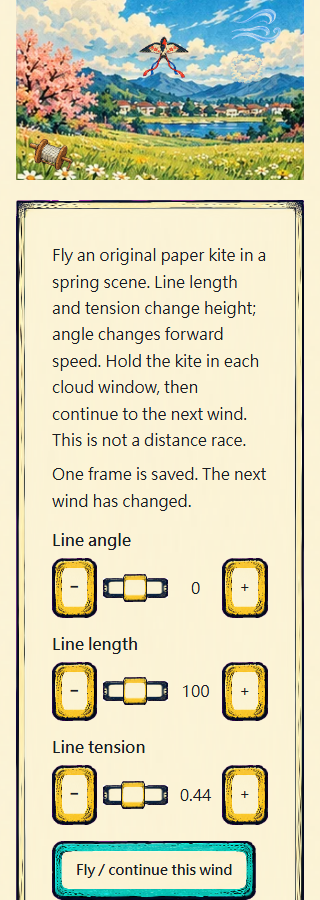 Fly an original paper kite in a
spring scene. Line length
and tension change height;
angle changes forward
speed. Hold the kite in each
cloud window, then
continue to the next wind.
This is not a distance race.
One frame is saved. The next
wind has changed.
Line angle
− 0 +
Line length
− 100 +
Line tension
− 0.44 +
Fly / continue this wind